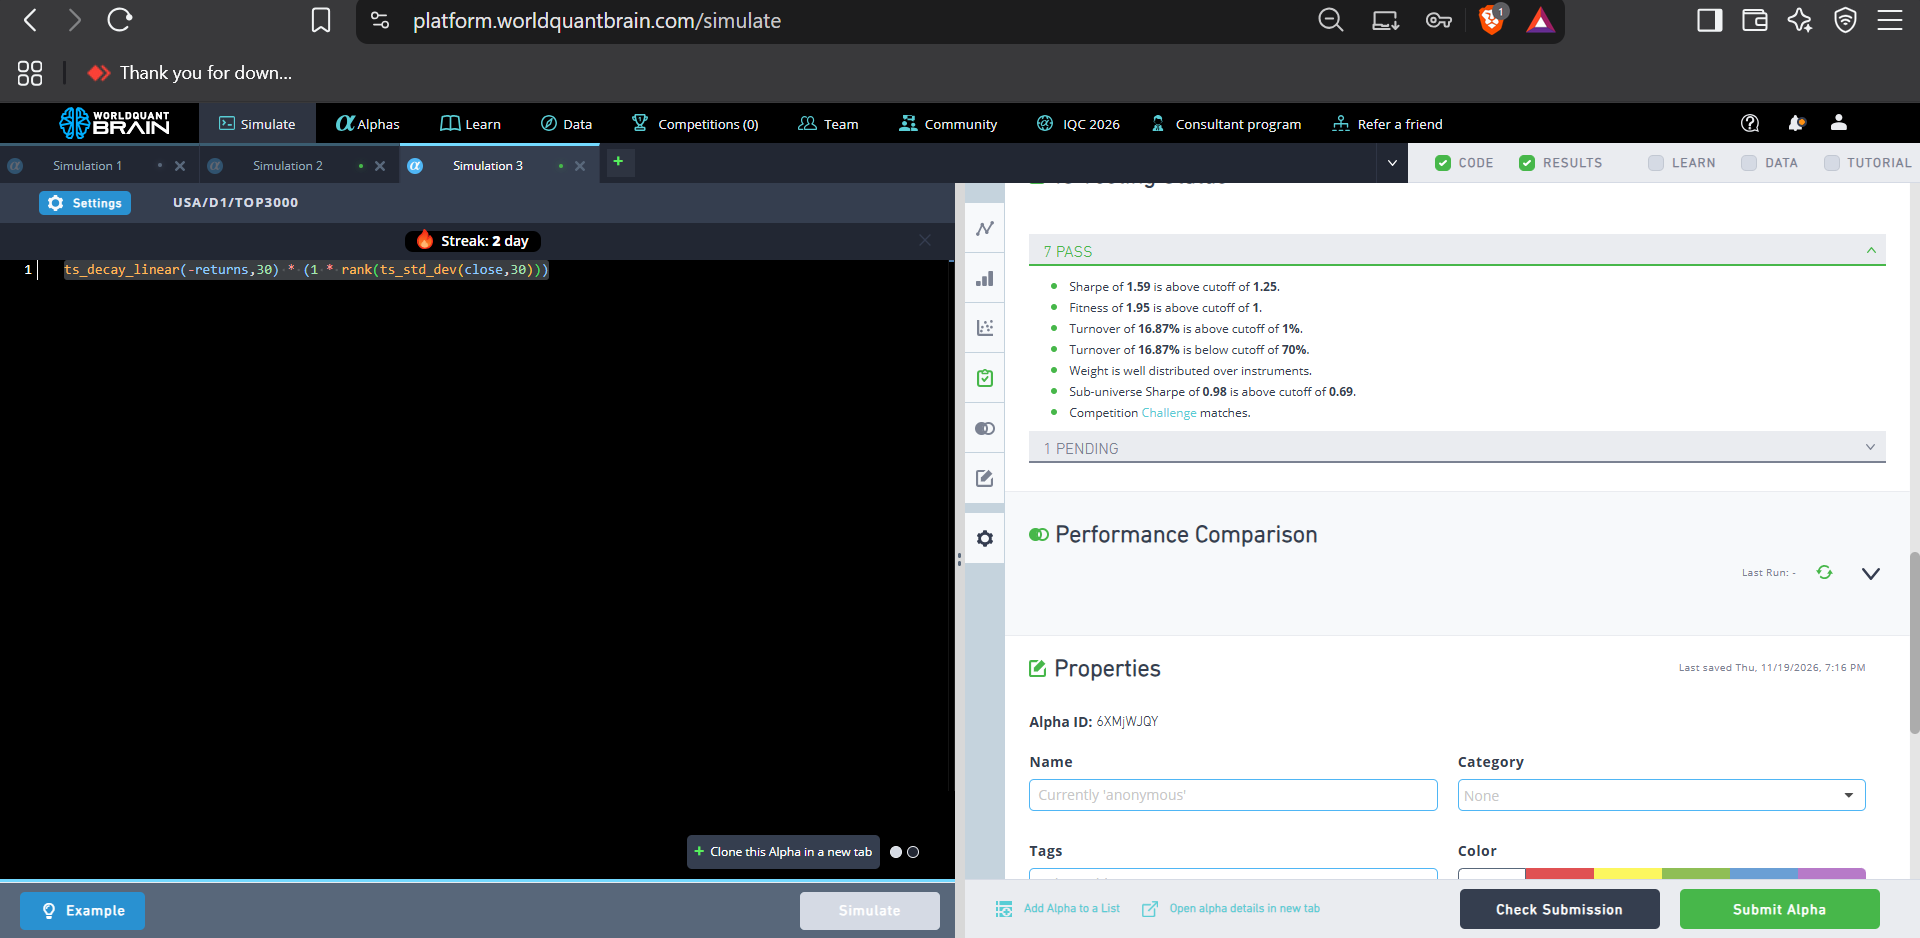 platform.worldquantbrain.com/simulate
1
Thank you for down...
WORLDQUANT
BRAIN
Simulate
Alphas
Learn
Data
Competitions (0)
Team
Community
IQC 2026
Consultant program
Refer a friend
Simulation 1
Simulation 2
Simulation 3
+
CODE
RESULTS
LEARN
DATA
TUTORIAL
Settings
USA/D1/TOP3000
Streak: 2 day
1
ts_decay_linear(-returns,30) * (1 * rank(ts_std_dev(close,30)))
7 PASS
Sharpe of 1.59 is above cutoff of 1.25.
Fitness of 1.95 is above cutoff of 1.
Turnover of 16.87% is above cutoff of 1%.
Turnover of 16.87% is below cutoff of 70%.
Weight is well distributed over instruments.
Sub-universe Sharpe of 0.98 is above cutoff of 0.69.
Competition Challenge matches.
1 PENDING
Performance Comparison
Last Run: -
Properties
Last saved Thu, 11/19/2026, 7:16 PM
Alpha ID: 6XMjWJQY
Name
Category
Currently 'anonymous'
None
Tags
Color
+ Clone this Alpha in a new tab
Example
Simulate
Add Alpha to a List
Open alpha details in new tab
Check Submission
Submit Alpha